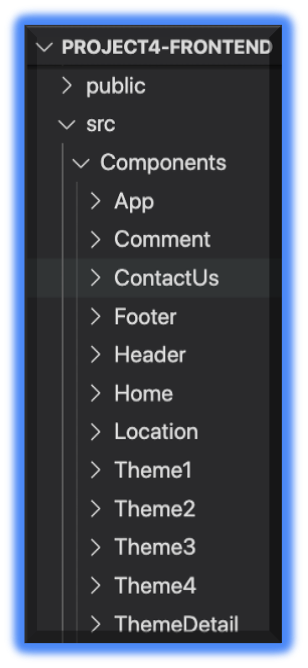 PROJECT4-FRONTEND
public
src
Components
App
Comment
ContactUs
Footer
Header
Home
Location
Theme1
Theme2
Theme3
Theme4
ThemeDetail